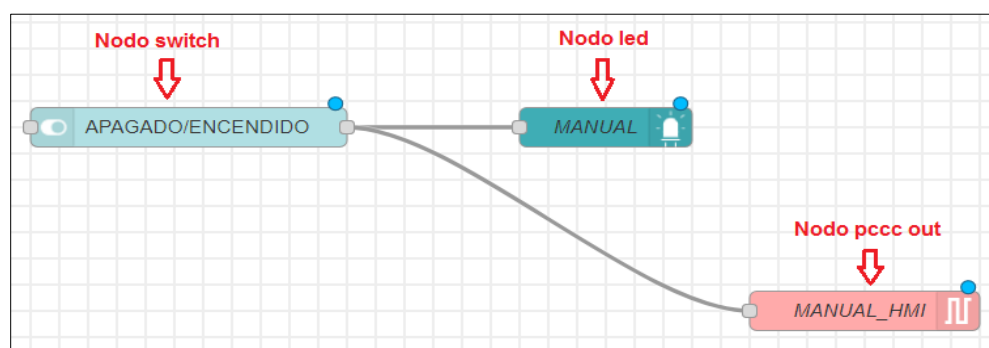 Nodo switch
Nodo led
APAGADO/ENCENDIDO
MANUAL
Nodo pccc out
MANUAL_HMI